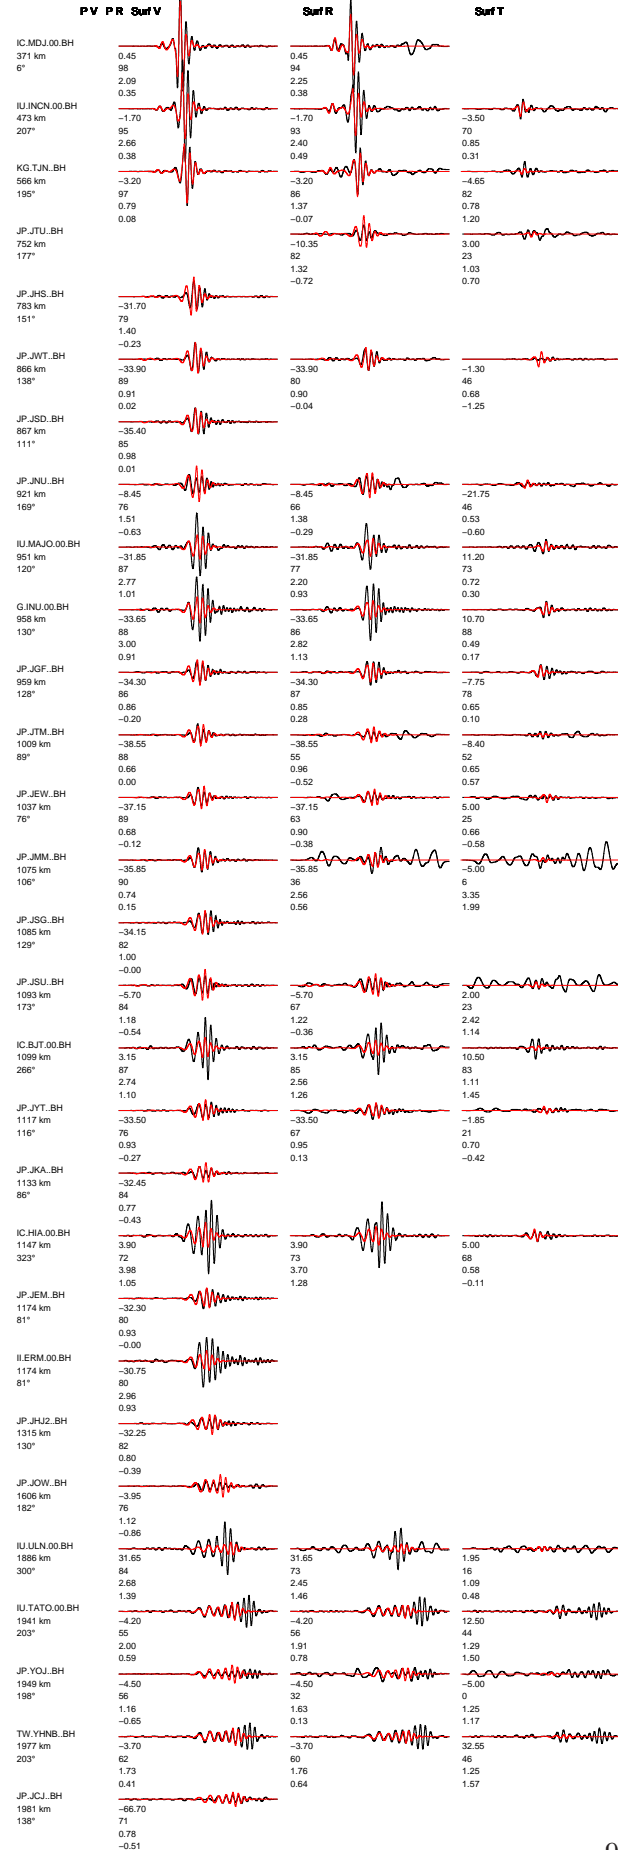 P V P R Surf V Surf R Surf T
IC.MDJ.00.BH
371 km 0.45 0.45
6° 98 94
2.09 2.25
0.35 0.38
IU.INCN.00.BH
473 km −1.70 −1.70 −3.50
207° 95 93 70
2.66 2.40 0.85
0.38 0.49 0.31
KG.TJN..BH
566 km −3.20 −3.20 −4.65
195° 97 86 82
0.79 1.37 0.78
0.08 −0.07 1.20
JP.JTU..BH
752 km −10.35 3.00
177° 82 23
1.32 1.03
−0.72 0.70
JP.JHS..BH
783 km −31.70
151° 79
1.40
−0.23
JP.JWT..BH
866 km −33.90 −33.90 −1.30
138° 89 80 46
0.91 0.90 0.68
0.02 −0.04 −1.25
JP.JSD..BH
867 km −35.40
111° 85
0.98
0.01
JP.JNU..BH
921 km −8.45 −8.45 −21.75
169° 76 66 46
1.51 1.38 0.53
−0.63 −0.29 −0.60
IU.MAJO.00.BH
951 km −31.85 −31.85 11.20
120° 87 77 73
2.77 2.20 0.72
1.01 0.93 0.30
G.INU.00.BH
958 km −33.65 −33.65 10.70
130° 88 86 88
3.00 2.82 0.49
0.91 1.13 0.17
JP.JGF..BH
959 km −34.30 −34.30 −7.75
128° 86 87 78
0.86 0.85 0.65
−0.20 0.28 0.10
JP.JTM..BH
1009 km −38.55 −38.55 −8.40
89° 88 55 52
0.66 0.96 0.65
0.00 −0.52 0.57
JP.JEW..BH
1037 km −37.15 −37.15 5.00
76° 89 63 25
0.68 0.90 0.66
−0.12 −0.38 −0.58
JP.JMM..BH
1075 km −35.85 −35.85 −5.00
106° 90 36 6
0.74 2.56 3.35
0.15 0.56 1.99
JP.JSG..BH
1085 km −34.15
129° 82
1.00
−0.00
JP.JSU..BH
1093 km −5.70 −5.70 2.00
173° 84 67 23
1.18 1.22 2.42
−0.54 −0.36 1.14
IC.BJT.00.BH
1099 km 3.15 3.15 10.50
266° 87 85 83
2.74 2.56 1.11
1.10 1.26 1.45
JP.JYT..BH
1117 km −33.50 −33.50 −1.85
116° 76 67 21
0.93 0.95 0.70
−0.27 0.13 −0.42
JP.JKA..BH
1133 km −32.45
86° 84
0.77
−0.43
IC.HIA.00.BH
1147 km 3.90 3.90 5.00
323° 72 73 68
3.98 3.70 0.58
1.05 1.28 −0.11
JP.JEM..BH
1174 km −32.30
81° 80
0.93
−0.00
II.ERM.00.BH
1174 km −30.75
81° 80
2.96
0.93
JP.JHJ2..BH
1315 km −32.25
130° 82
0.80
−0.39
JP.JOW..BH
1606 km −3.95
182° 76
1.12
−0.86
IU.ULN.00.BH
1886 km 31.65 31.65 1.95
300° 84 73 16
2.68 2.45 1.09
1.39 1.46 0.48
IU.TATO.00.BH
1941 km −4.20 −4.20 12.50
203° 55 56 44
2.00 1.91 1.29
0.59 0.78 1.50
JP.YOJ..BH
1949 km −4.50 −4.50 −5.00
198° 56 32 0
1.16 1.63 1.25
−0.65 0.13 1.17
TW.YHNB..BH
1977 km −3.70 −3.70 32.55
203° 62 60 46
1.73 1.76 1.25
0.41 0.64 1.57
JP.JCJ..BH
1981 km −66.70
138° 71
0.78
−0.51